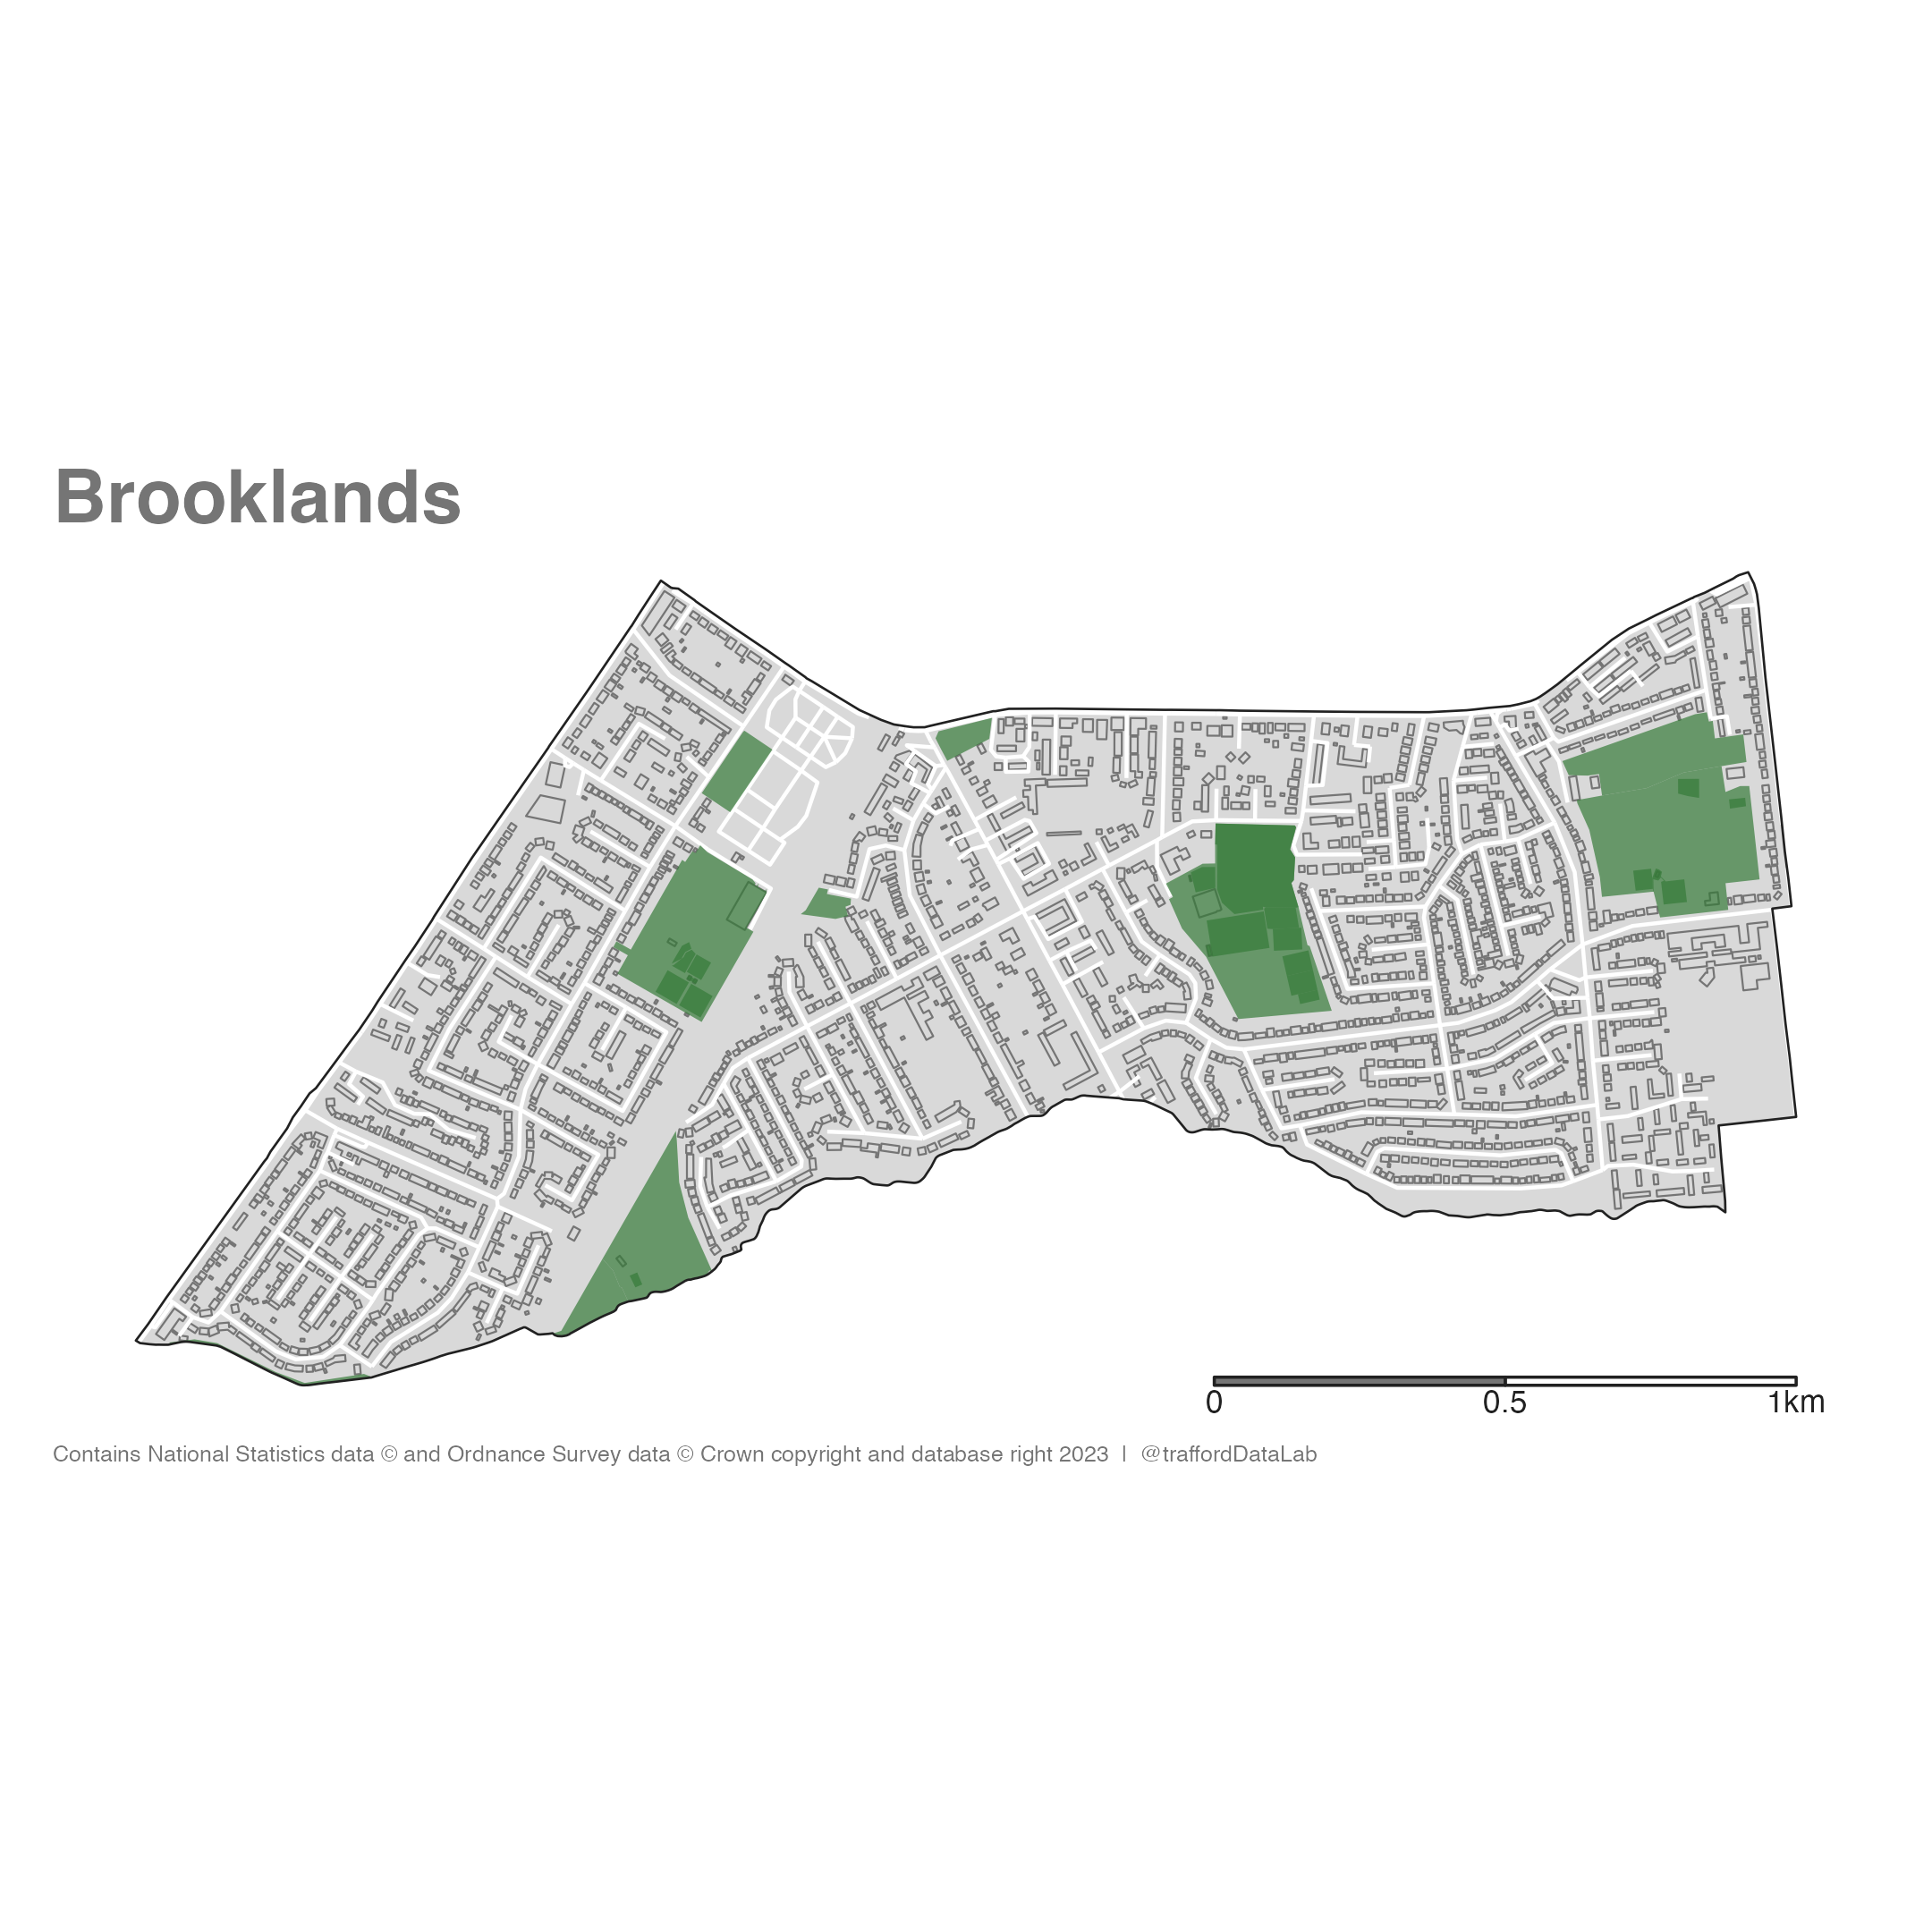 Brooklands
0 0.5 1km
Contains National Statistics data © and Ordnance Survey data © Crown copyright and database right 2023 | @traffordDataLab